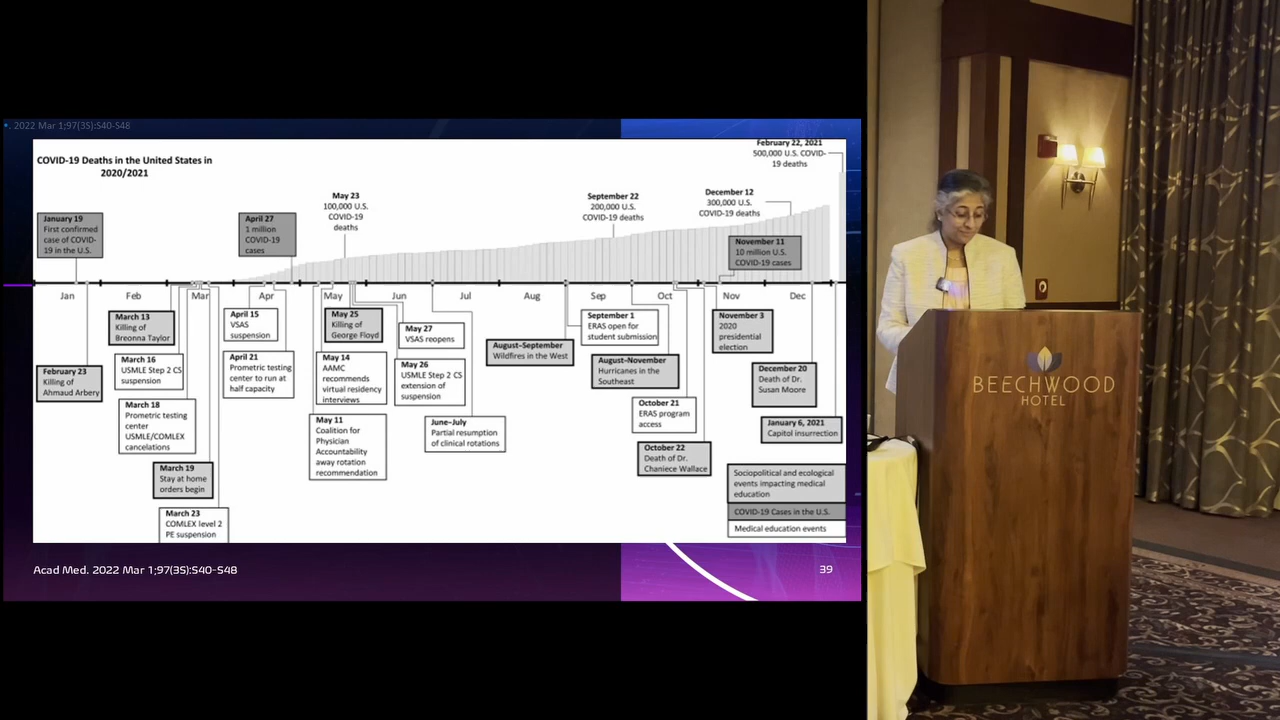 . 2022 Mar 1;97(3S):S40-S48
COVID-19 Deaths in the United States in
2020/2021
February 22, 2021
500,000 U.S. COVID-
19 deaths
January 19
First confirmed
case of COVID-
19 in the U.S.
April 27
1 million
COVID-19
cases
May 23
100,000 U.S.
COVID-19
deaths
September 22
200,000 U.S.
COVID-19 deaths
December 12
300,000 U.S.
COVID-19 deaths
November 11
10 million U.S.
COVID-19 cases
Jan
Feb
Mar
Apr
May
Jun
Jul
Aug
Sep
Oct
Nov
Dec
February 23
Killing of
Ahmaud Arbery
March 13
Killing of
Breonna Taylor
March 16
USMLE Step 2 CS
suspension
March 18
Prometric testing
center
USMLE/COMLEX
cancelations
March 19
Stay at home
orders begin
March 23
COMLEX level 2
PE suspension
April 15
VSAS
suspension
April 21
Prometric testing
center to run at
half capacity
May 25
Killing of
George Floyd
May 14
AAMC
recommends
virtual residency
interviews
May 11
Coalition for
Physician
Accountability
away rotation
recommendation
May 27
VSAS reopens
May 26
USMLE Step 2 CS
extension of
suspension
June–July
Partial resumption
of clinical rotations
August–September
Wildfires in the West
September 1
ERAS open for
student submission
August–November
Hurricanes in the
Southeast
October 21
ERAS program
access
October 22
Death of Dr.
Chaniece Wallace
November 3
2020
presidential
election
December 20
Death of Dr.
Susan Moore
January 6, 2021
Capitol insurrection
Sociopolitical and ecological
events impacting medical
education
COVID-19 Cases in the U.S.
Medical education events
Acad Med. 2022 Mar 1;97(3S):S40-S48
39
BEECHWOOD
HOTEL